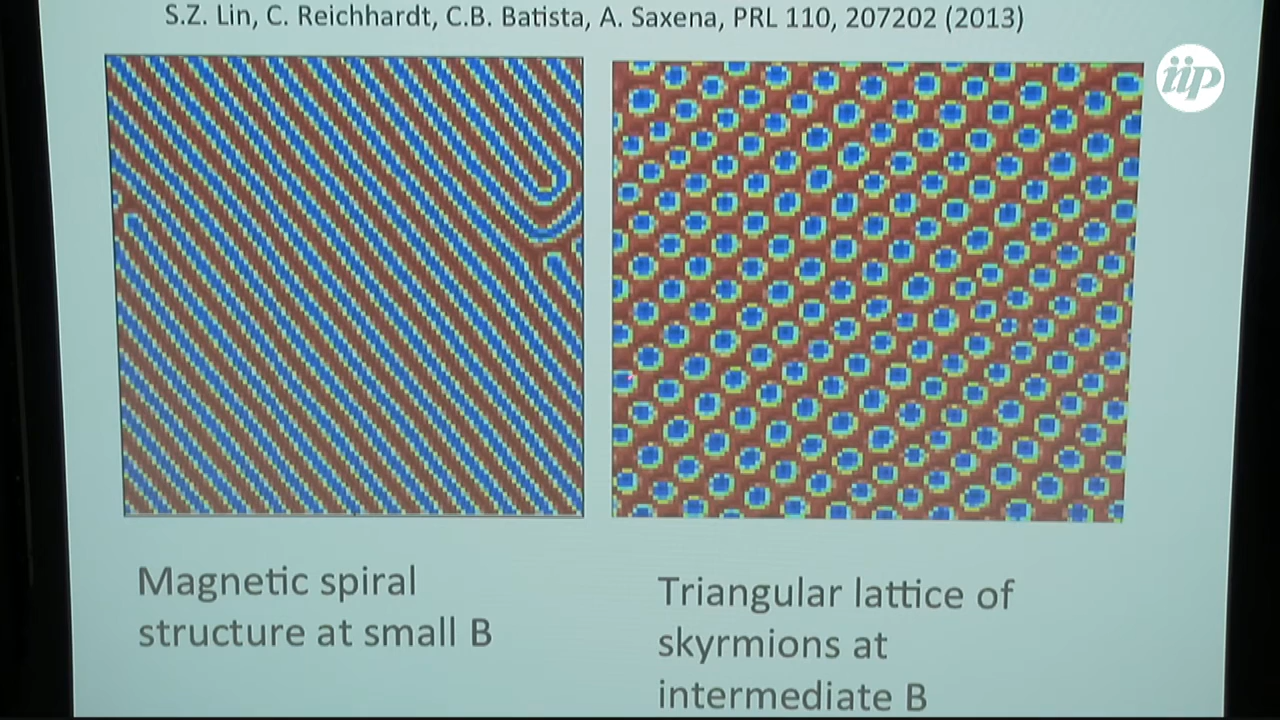 S.Z. Lin, C. Reichhardt, C.B. Batista, A. Saxena, PRL 110, 207202 (2013)
iip
Magnetic spiral
structure at small B
Triangular lattice of
skyrmions at
intermediate B